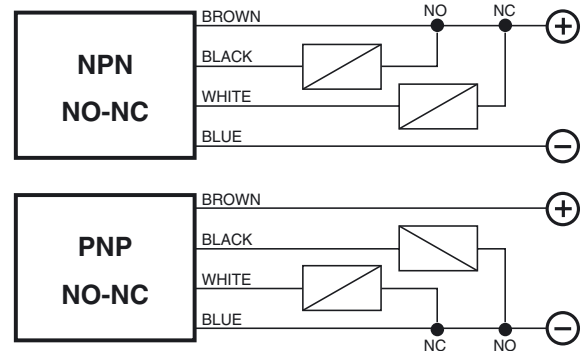 BROWN
NO
NC
+
NPN
NO-NC
BLACK
WHITE
BLUE
−
BROWN
+
PNP
NO-NC
BLACK
WHITE
BLUE
−
NC
NO